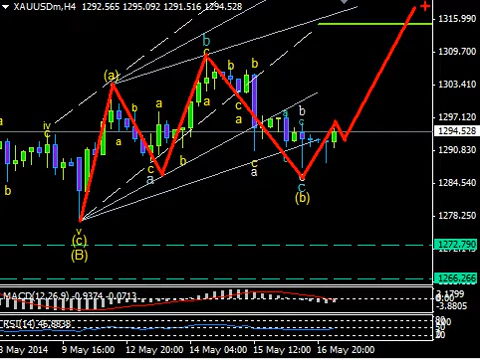 XAUUSDm,H4 1292.565 1295.092 1291.516 1294.528
1315.990
1309.700
1303.410
1297.120
1294.528
1290.830
1284.540
1278.250
1272.790
1266.266
(a)
b
c
b
b
b
iv
a
a
a
c
a
b
c
a
b
a
c
b
c
a
b
c
a
c
(b)
v
(c)
(B)
MACD(12,26,9) -0.9374 -0.0713
-3.8805
RSI(14) 46.8838
8 May 2014 9 May 16:00 12 May 20:00 14 May 04:00 15 May 12:00 16 May 20:00